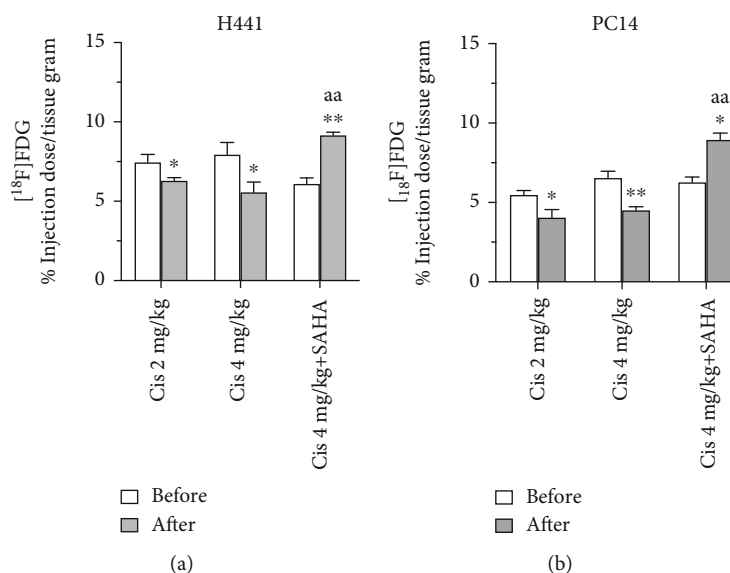 H441
[¹⁸F]FDG
% Injection dose/tissue gram
15
10
5
0
*
*
aa
**
Cis 2 mg/kg
Cis 4 mg/kg
Cis 4 mg/kg+SAHA
Before
After
(a)
PC14
[₁₈F]FDG
% Injection dose/tissue gram
15
10
5
0
*
**
aa
*
Cis 2 mg/kg
Cis 4 mg/kg
Cis 4 mg/kg+SAHA
Before
After
(b)